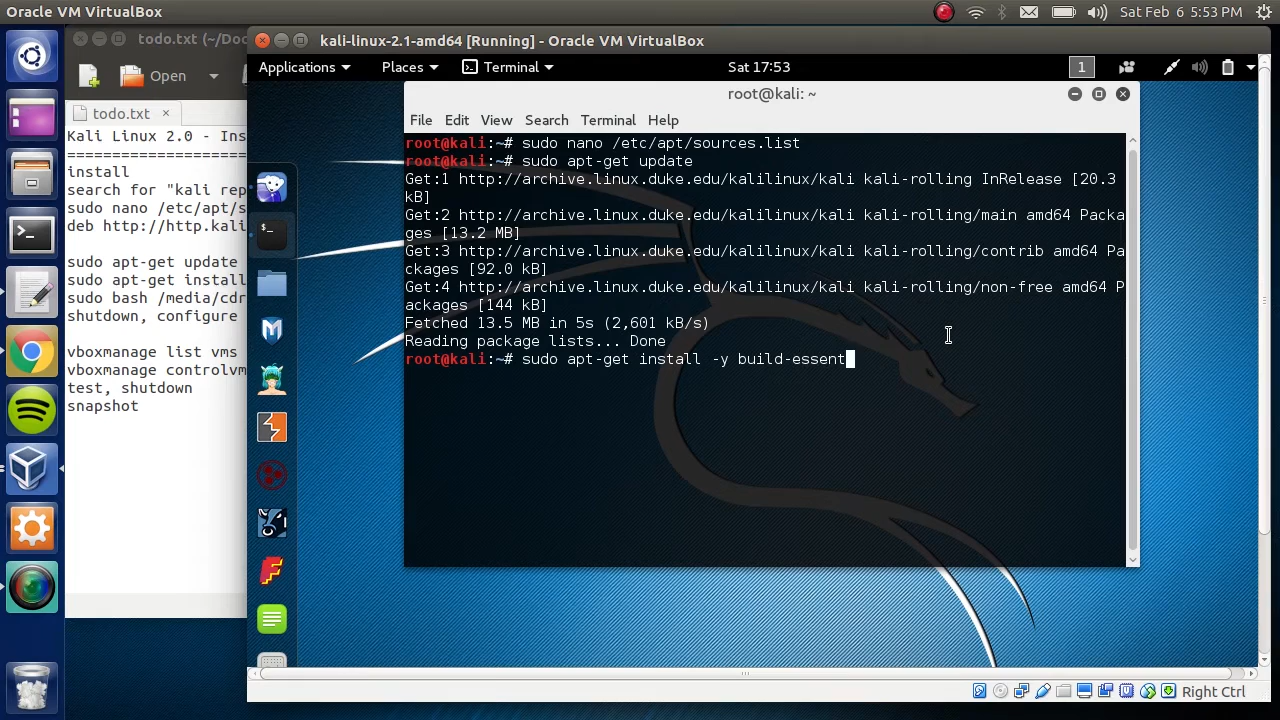 Oracle VM VirtualBox
Sat Feb 6 5:53 PM
todo.txt (~/Do
Open
todo.txt ×
Kali Linux 2.0 - Ins
====================
install
search for "kali rep
sudo nano /etc/apt/s
deb http://http.kali
sudo apt-get update
sudo apt-get install
sudo bash /media/cdr
shutdown, configure
vboxmanage list vms
vboxmanage controlvm
test, shutdown
snapshot
kali-linux-2.1-amd64 [Running] - Oracle VM VirtualBox
Applications Places Terminal Sat 17:53 1
root@kali: ~
File Edit View Search Terminal Help
root@kali:~# sudo nano /etc/apt/sources.list
root@kali:~# sudo apt-get update
Get:1 http://archive.linux.duke.edu/kalilinux/kali kali-rolling InRelease [20.3
kB]
Get:2 http://archive.linux.duke.edu/kalilinux/kali kali-rolling/main amd64 Packa
ges [13.2 MB]
Get:3 http://archive.linux.duke.edu/kalilinux/kali kali-rolling/contrib amd64 Pa
ckages [92.0 kB]
Get:4 http://archive.linux.duke.edu/kalilinux/kali kali-rolling/non-free amd64 P
ackages [144 kB]
Fetched 13.5 MB in 5s (2,601 kB/s)
Reading package lists... Done
root@kali:~# sudo apt-get install -y build-essent
Right Ctrl